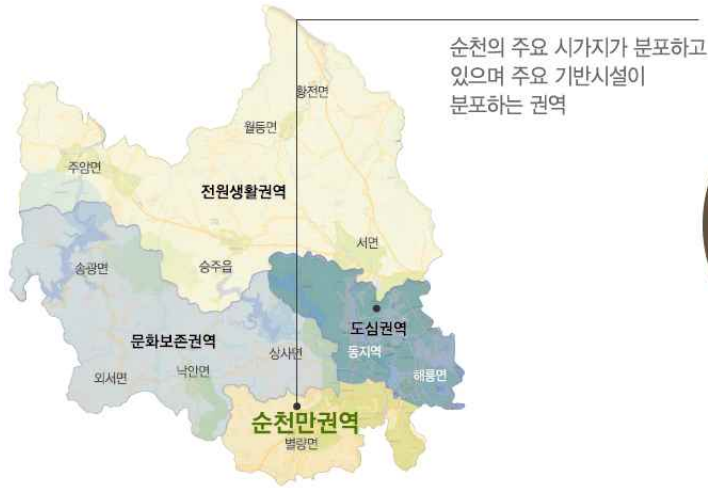 순천의 주요 시가지가 분포하고
있으며 주요 기반시설이
분포하는 권역
황전면
월등면
주암면
전원생활권역
서면
송광면
승주읍
도심권역
문화보존권역
상사면
동지역
해룡면
외서면
낙안면
순천만권역
별량면